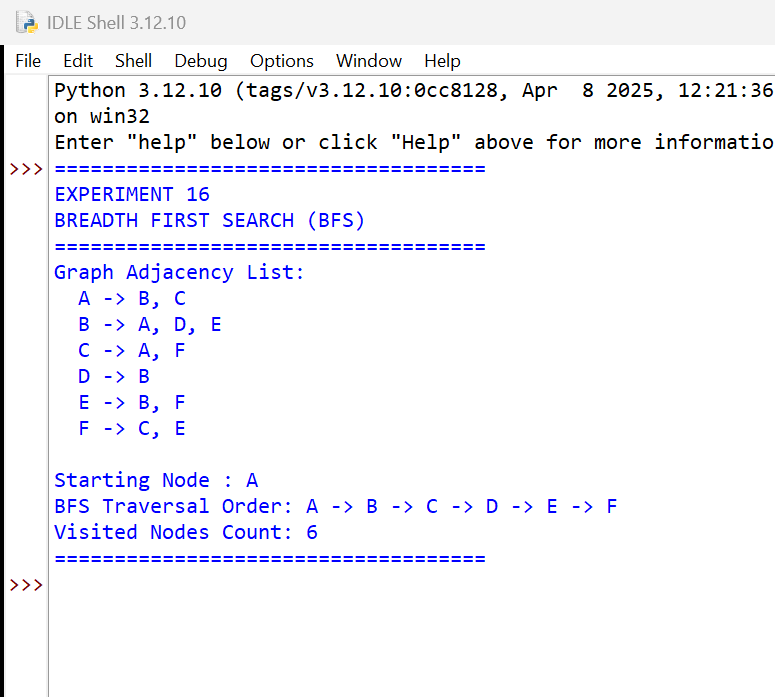 IDLE Shell 3.12.10
File Edit Shell Debug Options Window Help
Python 3.12.10 (tags/v3.12.10:0cc8128, Apr  8 2025, 12:21:36
on win32
Enter "help" below or click "Help" above for more informatio
>>> ====================================
EXPERIMENT 16
BREADTH FIRST SEARCH (BFS)
====================================
Graph Adjacency List:
  A -> B, C
  B -> A, D, E
  C -> A, F
  D -> B
  E -> B, F
  F -> C, E
Starting Node : A
BFS Traversal Order: A -> B -> C -> D -> E -> F
Visited Nodes Count: 6
====================================
>>>